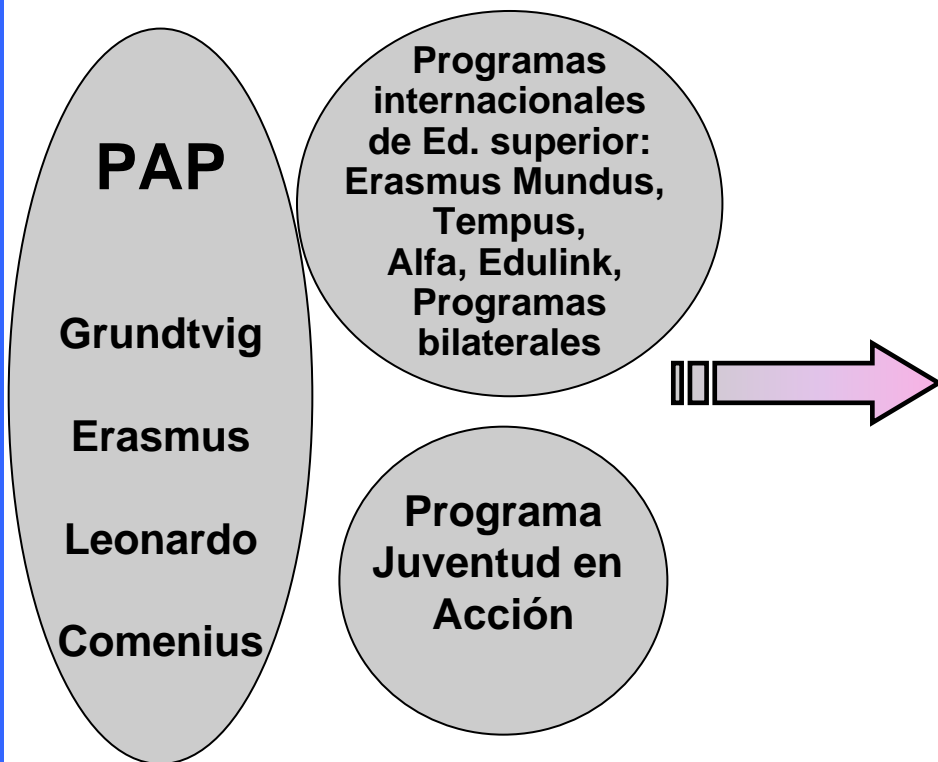 PAP
Grundtvig
Erasmus
Leonardo
Comenius
Programas
internacionales
de Ed. superior:
Erasmus Mundus,
Tempus,
Alfa, Edulink,
Programas
bilaterales
Programa
Juventud en
Acción